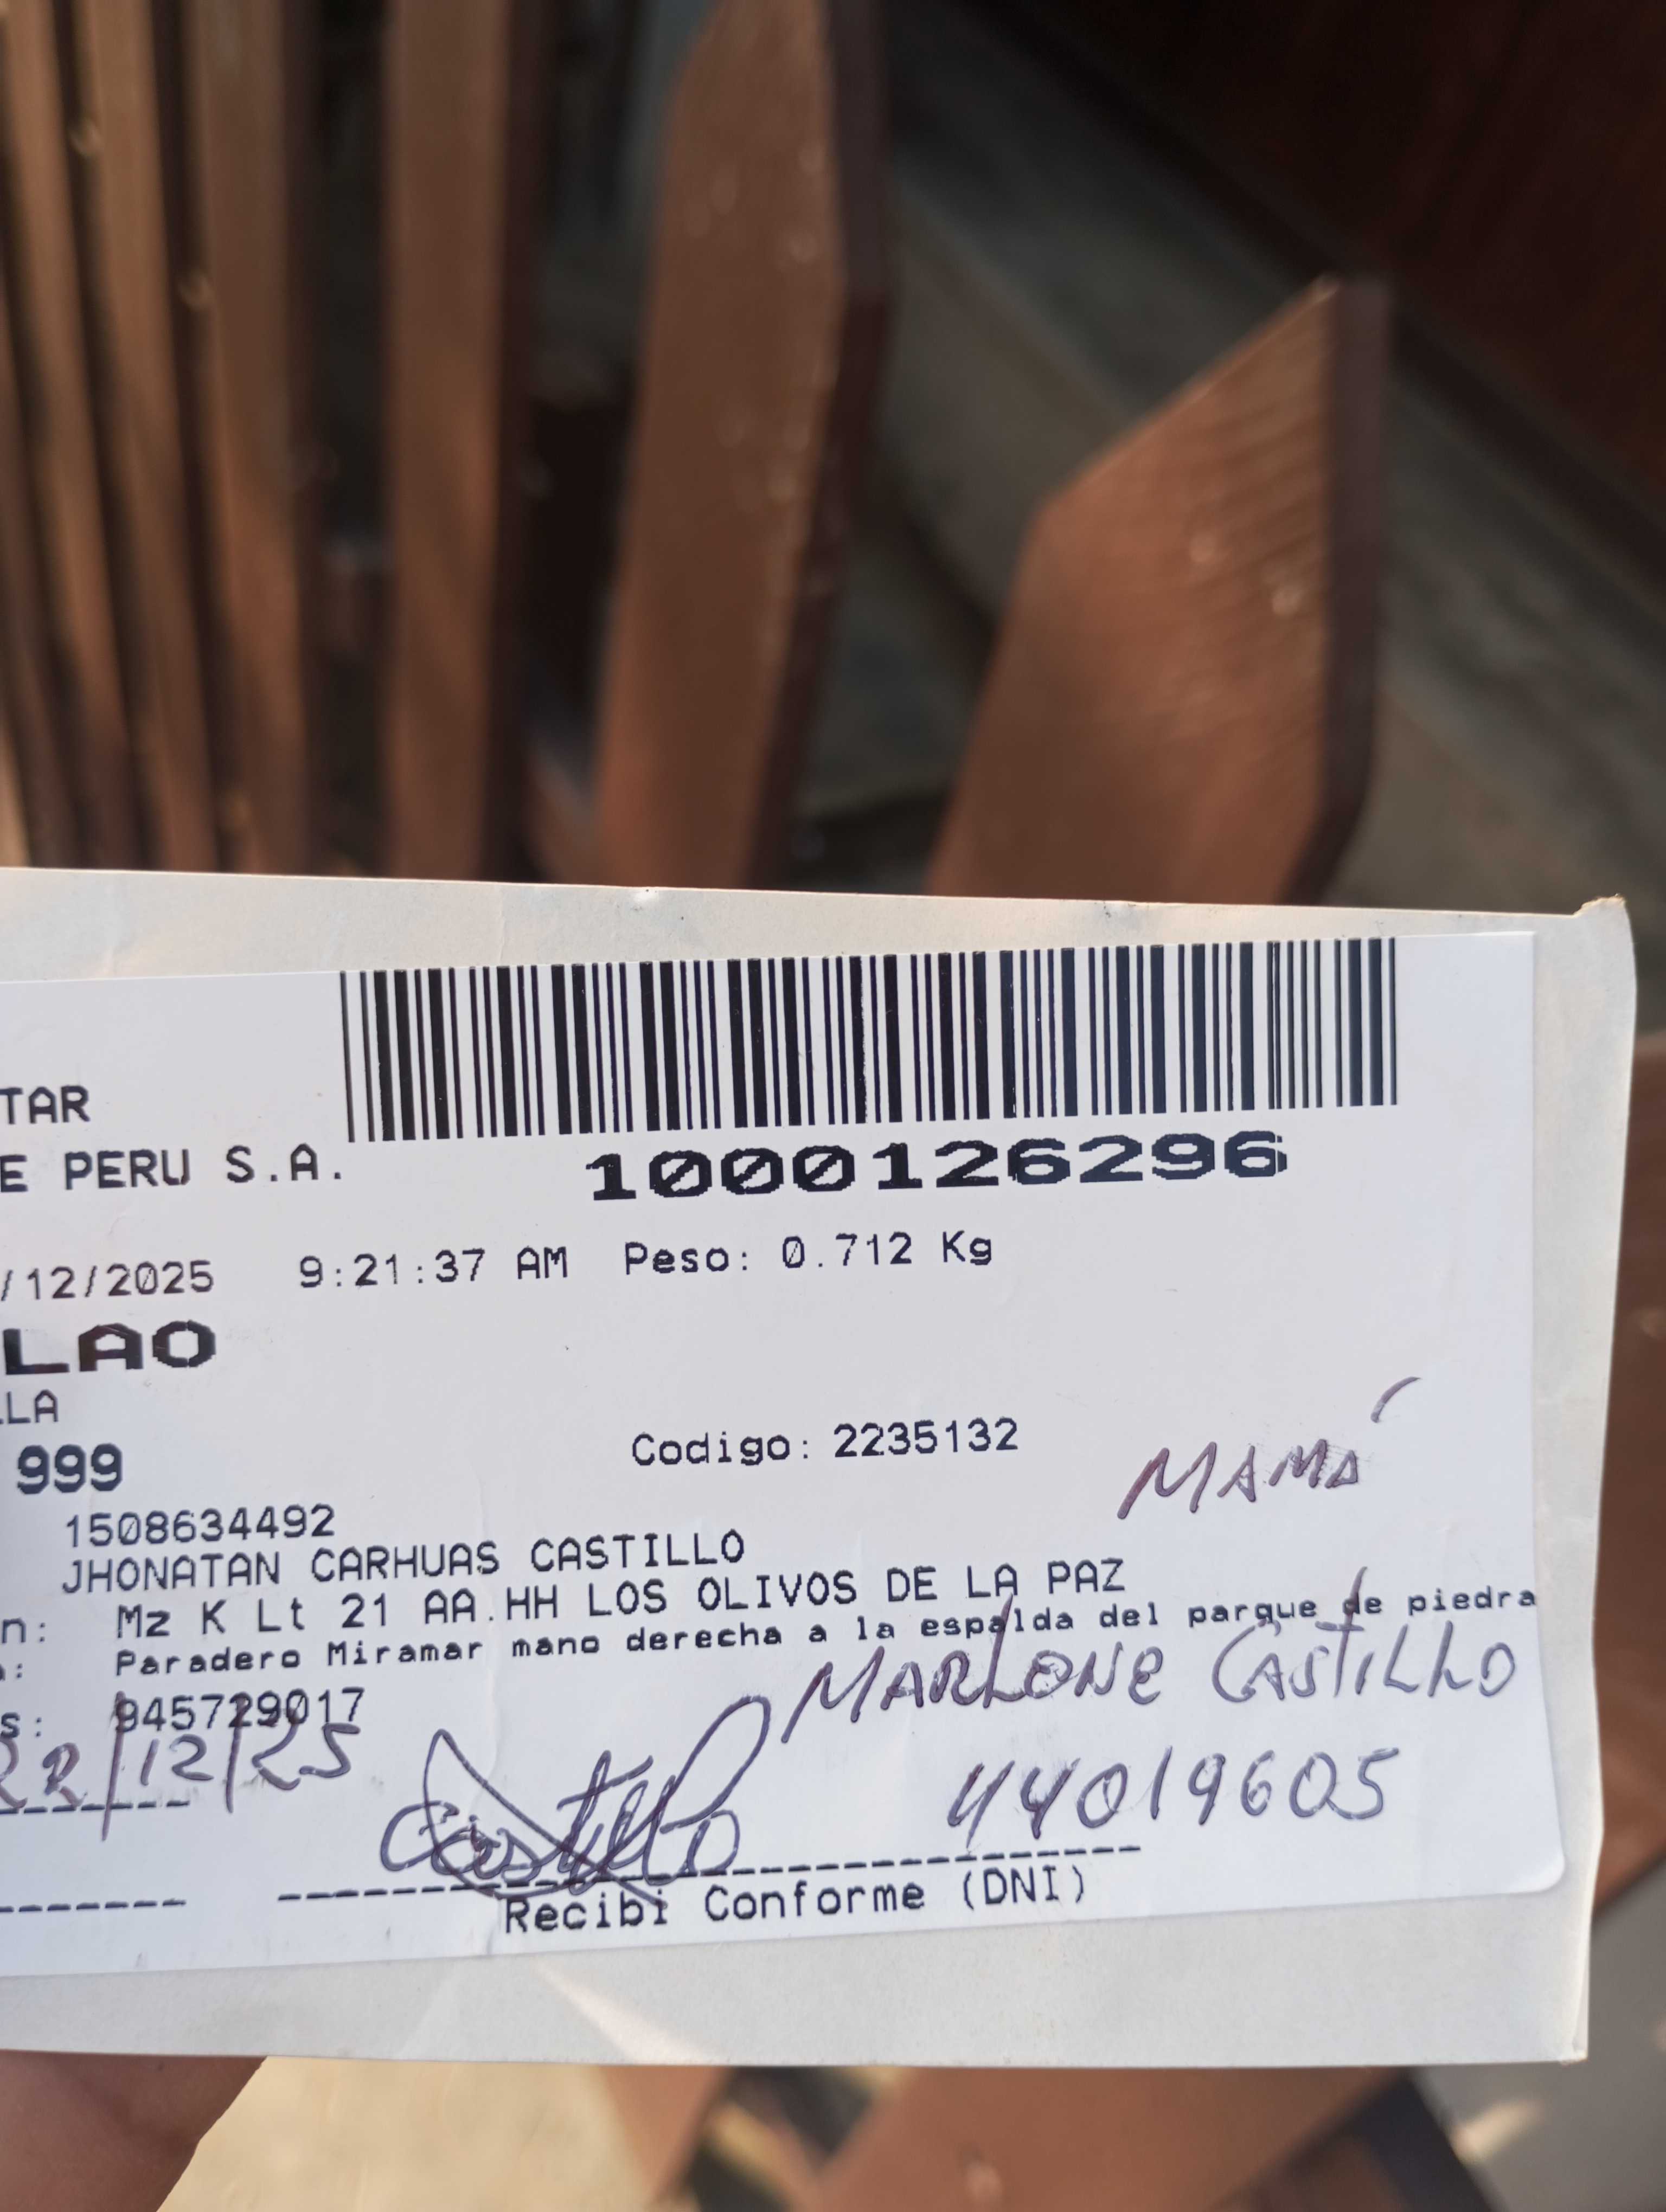 TAR
E PERU S.A.
1000126296
/12/2025 9:21:37 AM Peso: 0.712 Kg
LAO
LLA
999 Codigo: 2235132
MAMÁ
1508634492
JHONATAN CARHUAS CASTILLO
n: Mz K Lt 21 AA.HH LOS OLIVOS DE LA PAZ
a: Paradero Miramar mano derecha a la espalda del parque de piedra
s: 945729017
MARLONE CASTILLO
22/12/25
Castillo 44019605
Recibi Conforme (DNI)